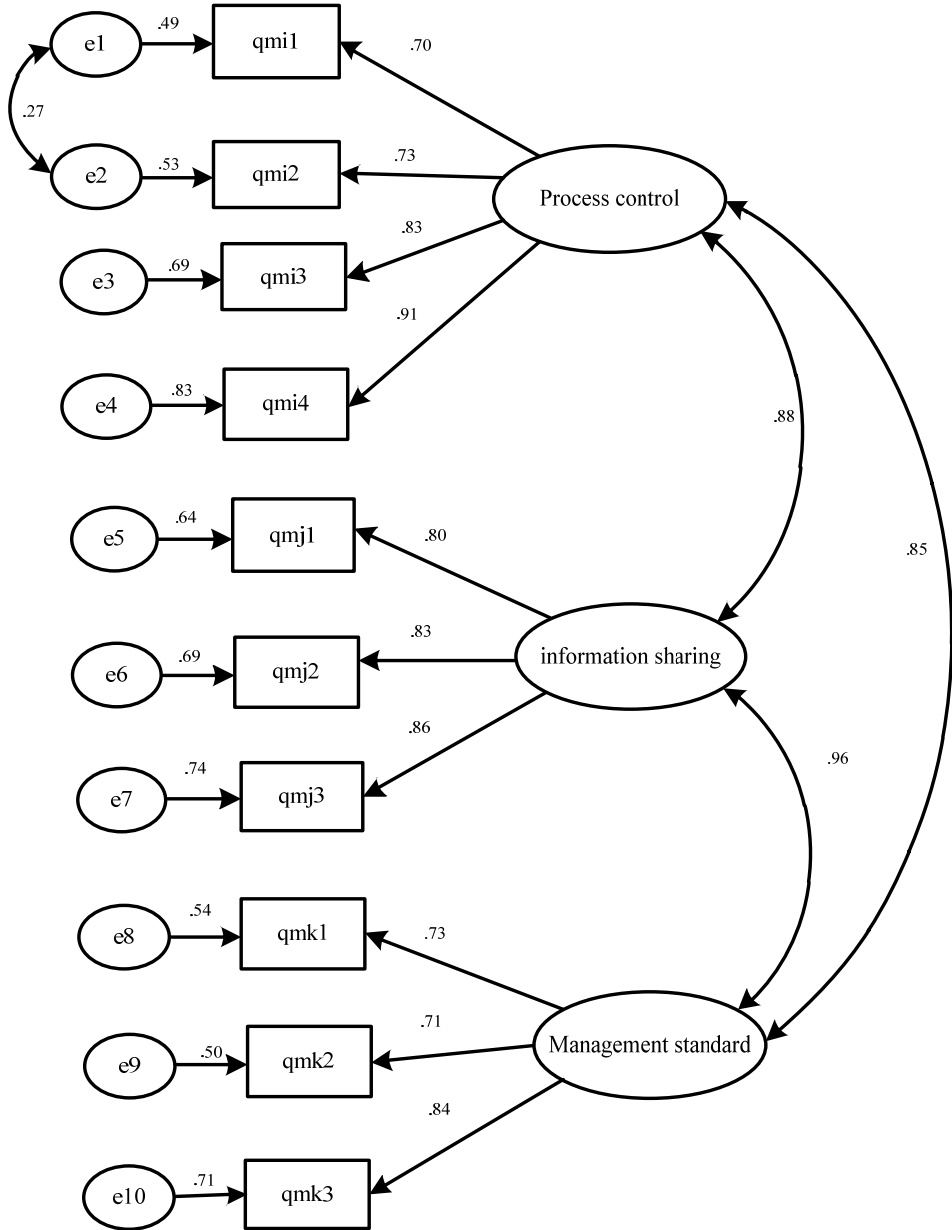 e1 .49 qmi1 .70
.27
e2 .53 qmi2 .73
Process control
e3 .69 qmi3 .83
e4 .83 qmi4 .91
.88
e5 .64 qmj1 .80
.85
e6 .69 qmj2 .83 information sharing
e7 .74 qmj3 .86
.96
e8 .54 qmk1 .73
e9 .50 qmk2 .71 Management standard
e10 .71 qmk3 .84